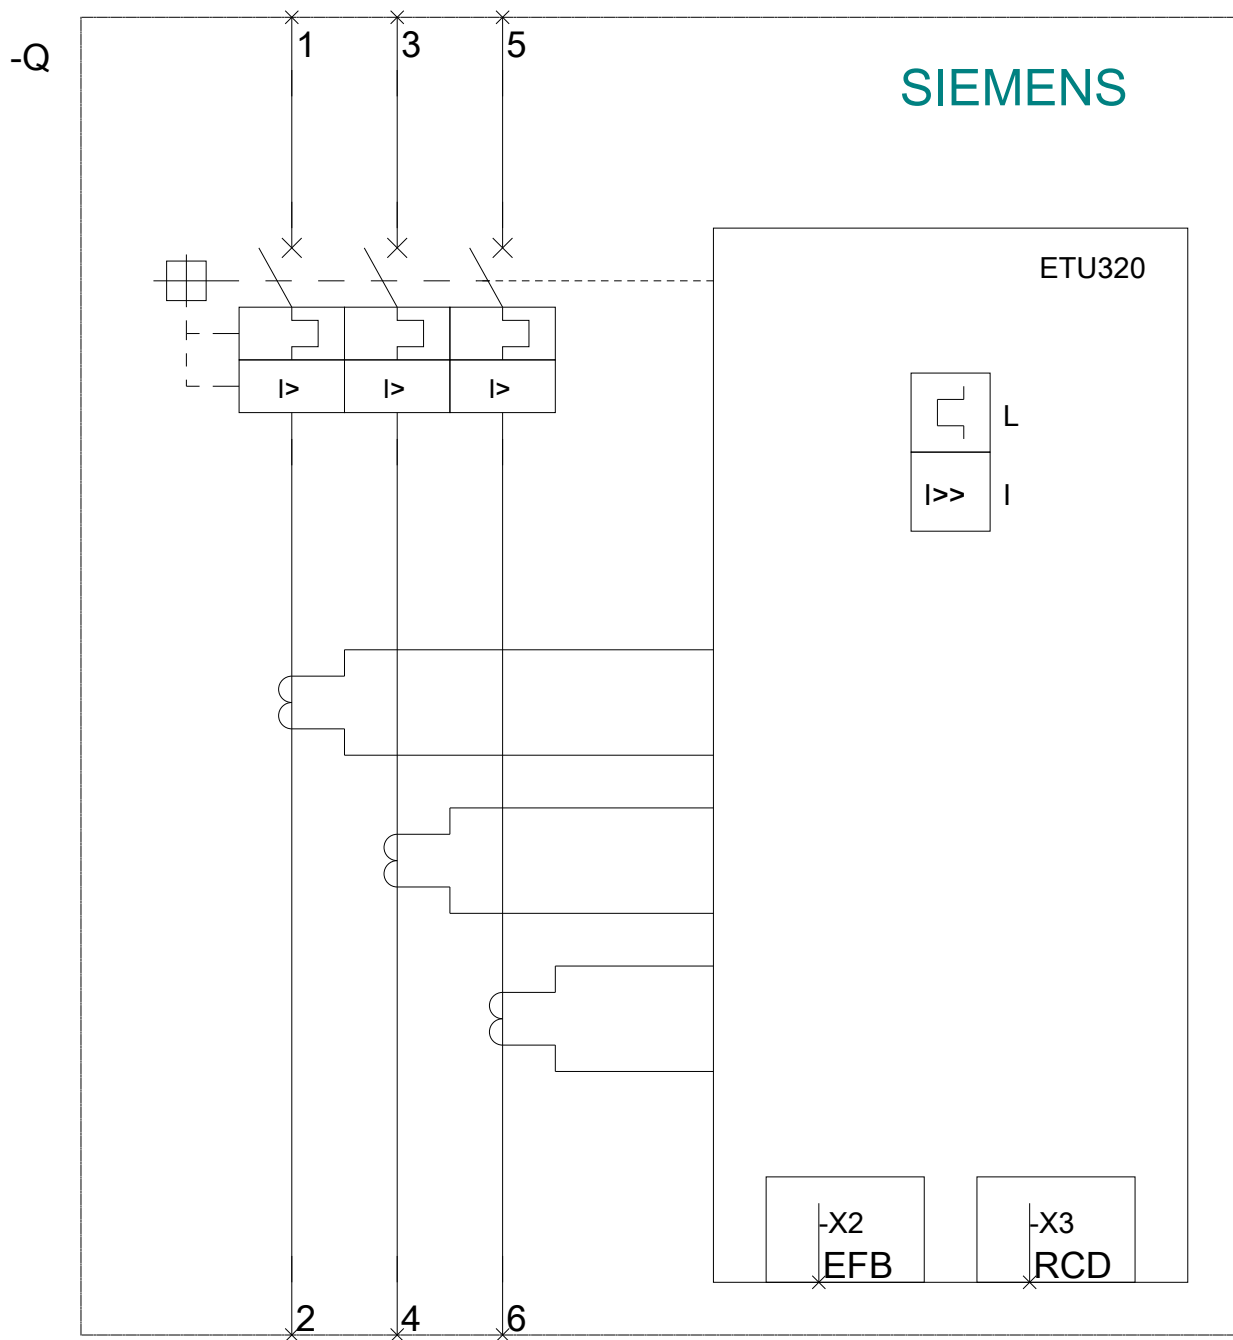 -Q
1 3 5
SIEMENS
ETU320
I> I> I>
L
I>> I
-X2 -X3
EFB RCD
2 4 6